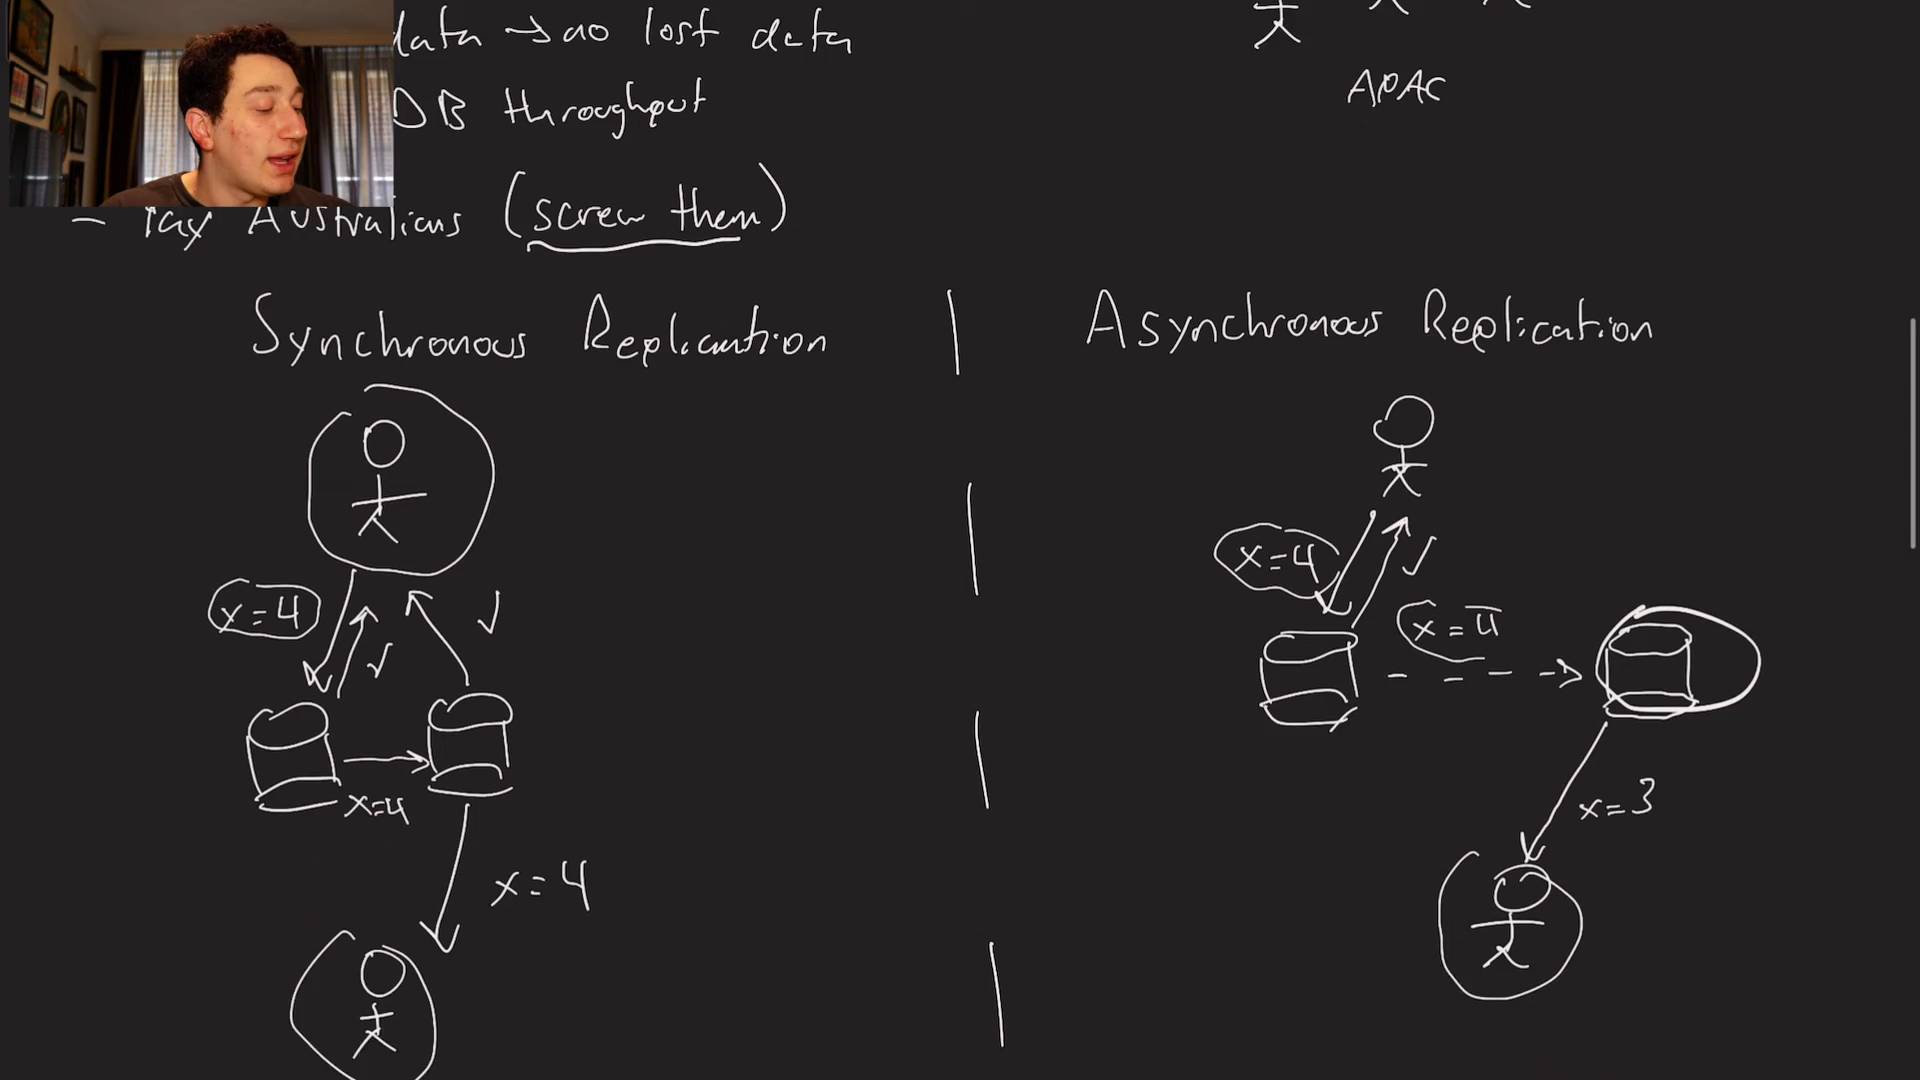 data → no lost data
APAC
DB throughput
- Australians (screw them)
Synchronous Replication | Asynchronous Replication
x=4
x=4
x=4
x=4
x=4
x=3